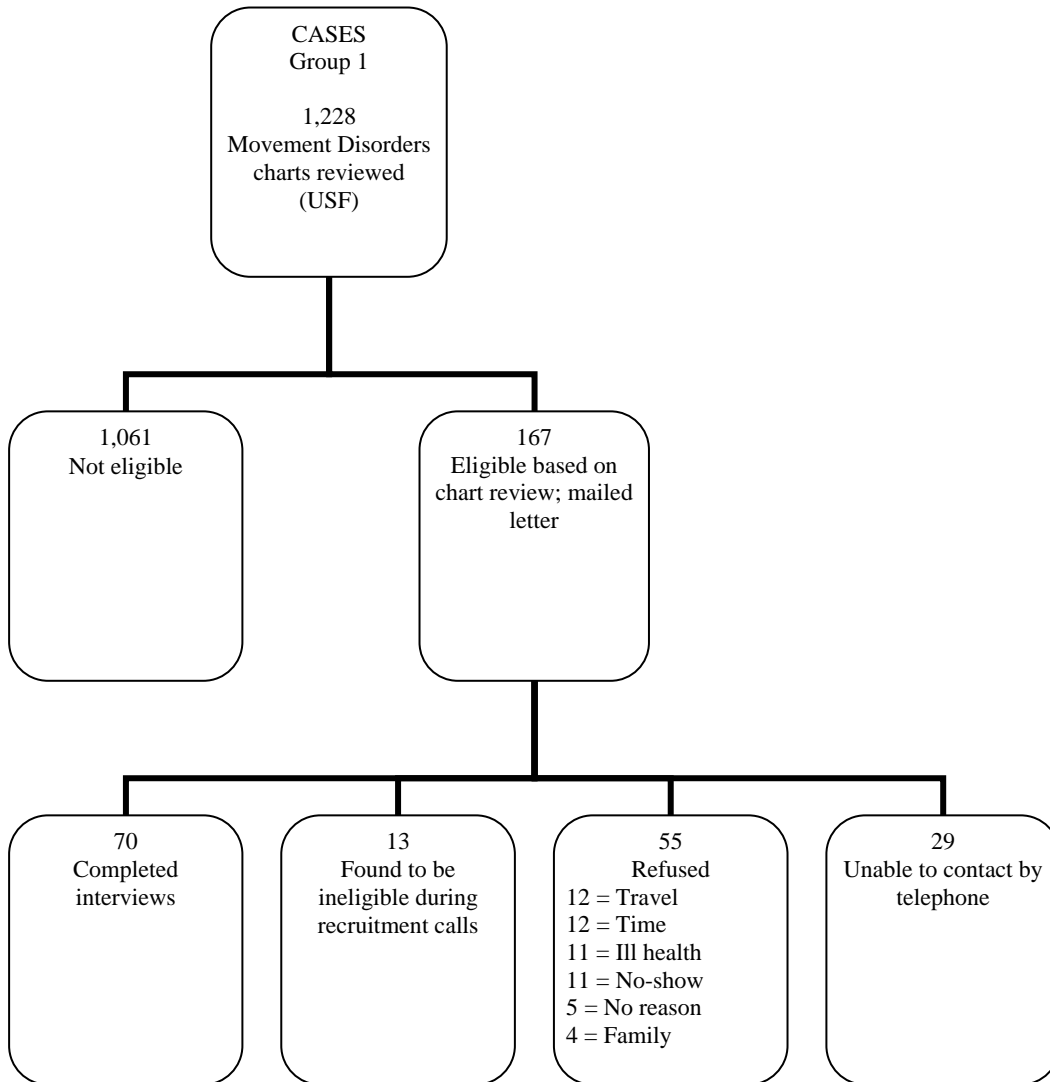 CASES
Group 1
1,228
Movement Disorders
charts reviewed
(USF)
1,061
Not eligible
167
Eligible based on
chart review; mailed
letter
70
Completed
interviews
13
Found to be
ineligible during
recruitment calls
55
Refused
12 = Travel
12 = Time
11 = Ill health
11 = No-show
5 = No reason
4 = Family
29
Unable to contact by
telephone